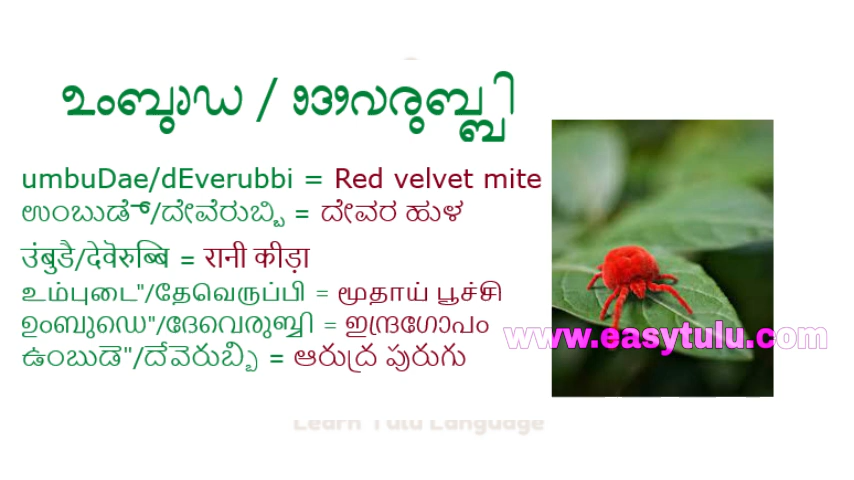 umbuDae/dEverubbi = Red velvet mite
ಉಂಬುಡೆ"/ದೇವೆರುಬ್ಬಿ = ದೇವರ ಹುಳ
उंबुडै/देवॆरुब्बि = रानी कीड़ा
உம்புடை"/தேவெருப்பி = மூதாய் பூச்சி
ഉംബുഡെ"/ദേവെരുബ്ബി = ഇന്ദ്രഗോപം
ఉంబుడె"/దేవెరుబ్బి = ఆరుద్ర పురుగు
www.easytulu.com
Learn Tulu Language